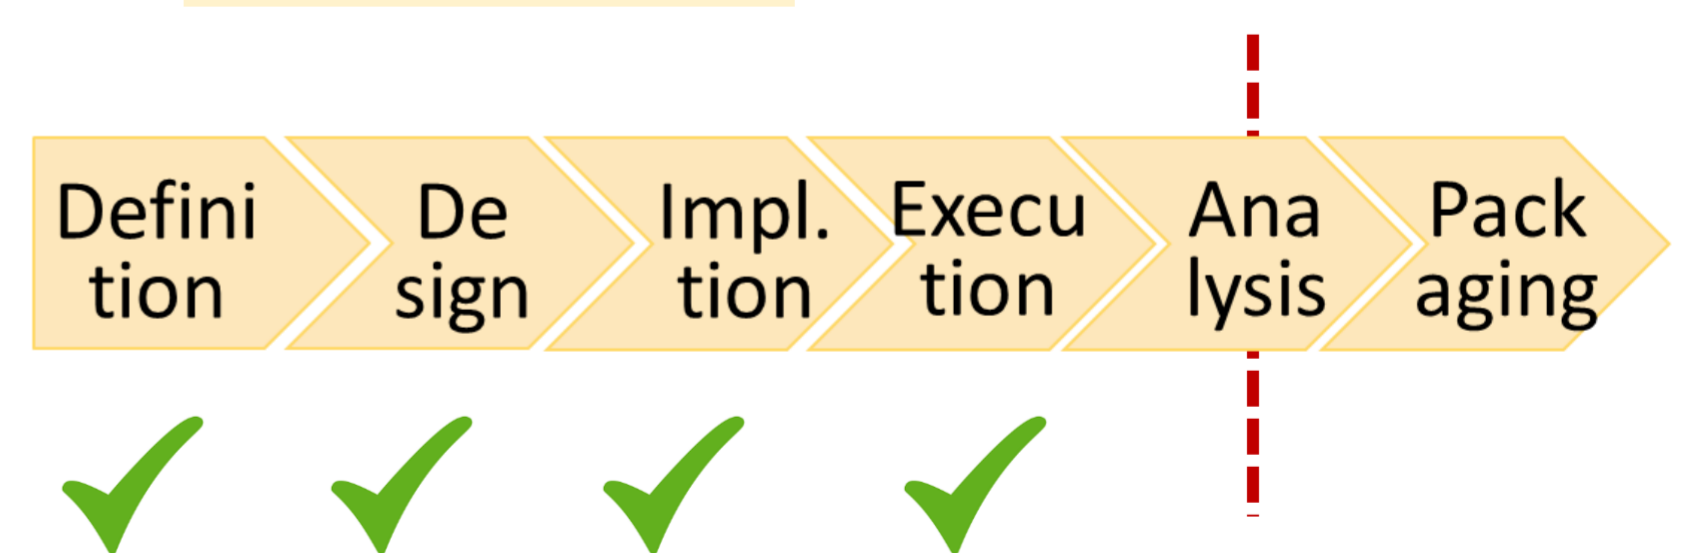 Defini
tion
De
sign
Impl.
tion
Execu
tion
Ana
lysis
Pack
aging